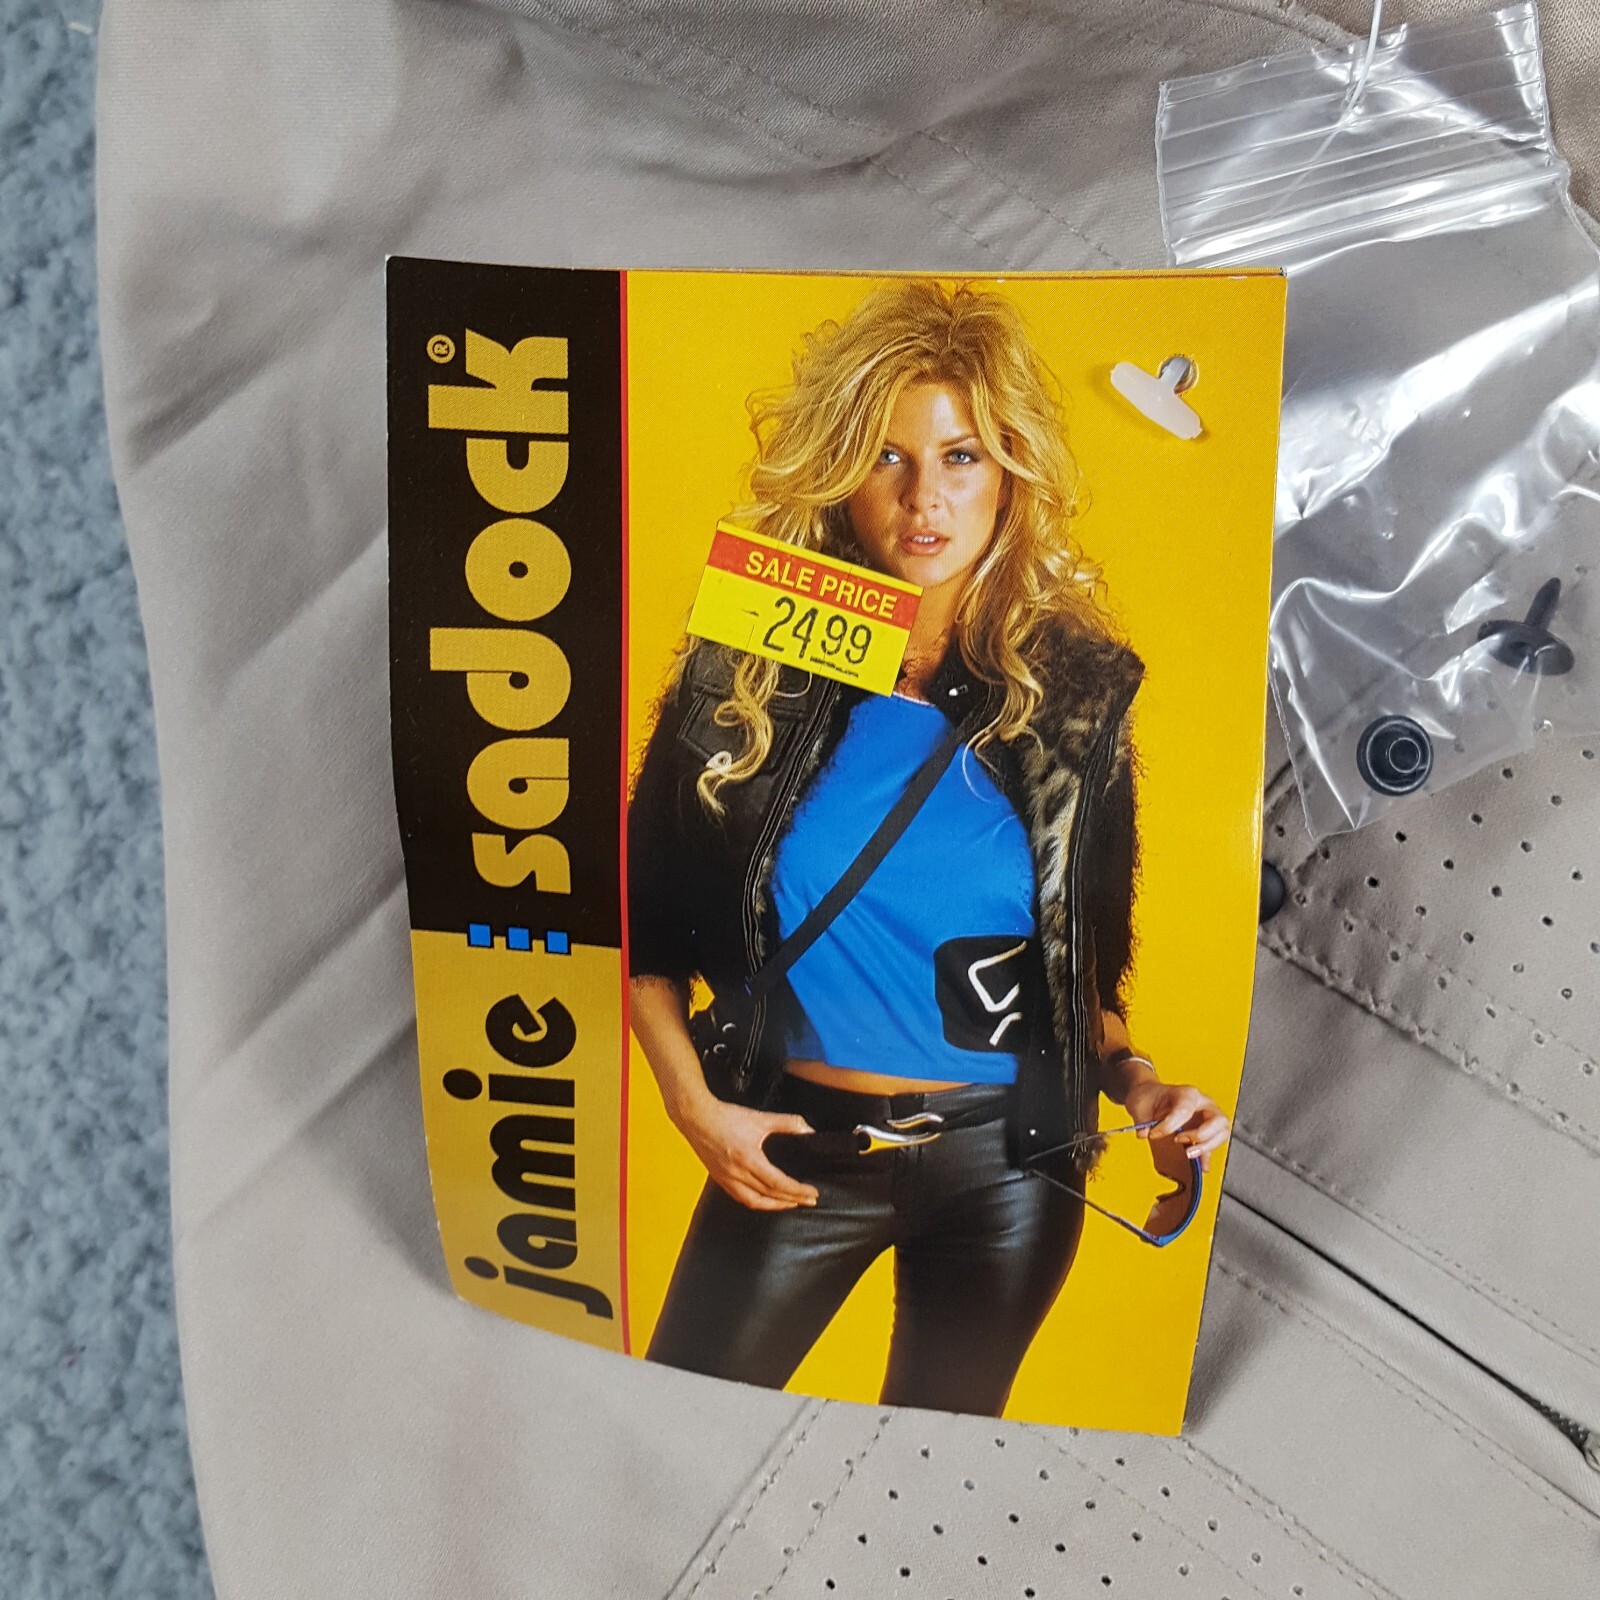 jamie sadock®
SALE PRICE
24.99